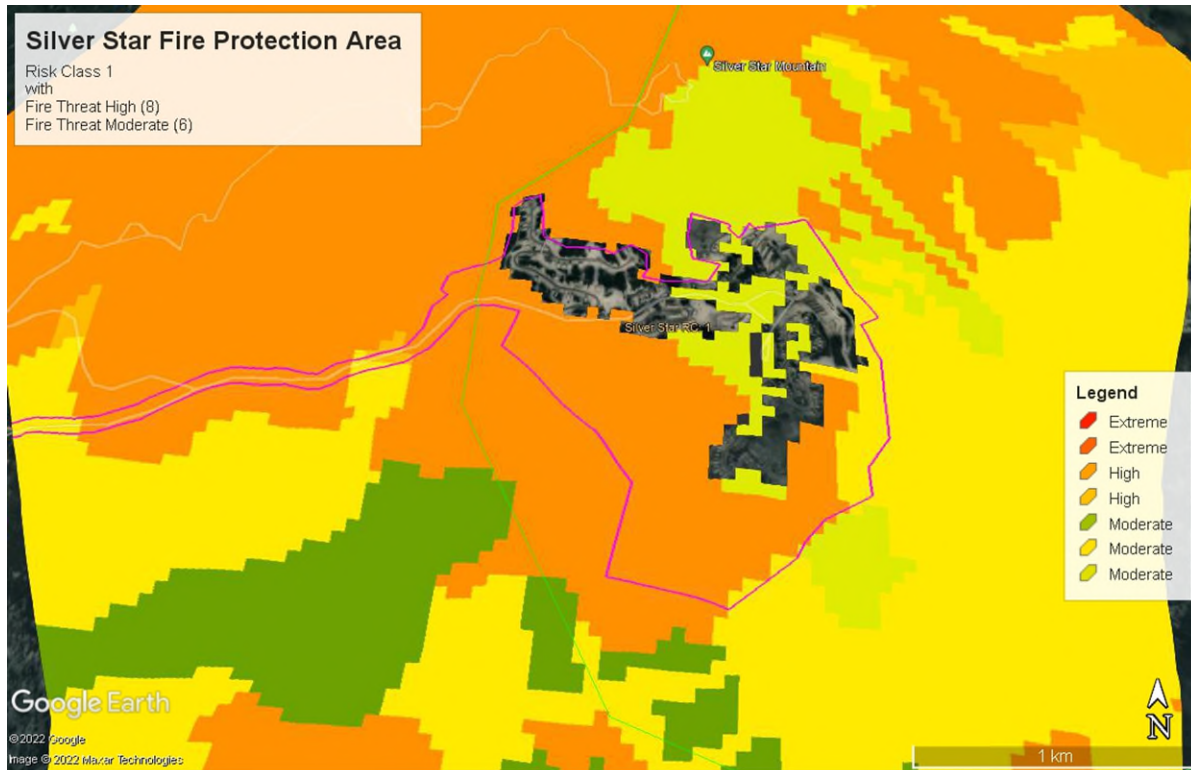 Silver Star Fire Protection Area
Risk Class 1
with
Fire Threat High (8)
Fire Threat Moderate (6)
Silver Star Mountain
Silver Star RC 1
Legend
Extreme
Extreme
High
High
Moderate
Moderate
Moderate
Google Earth
©2022 Google
Image © 2022 Maxar Technologies
N
1 km